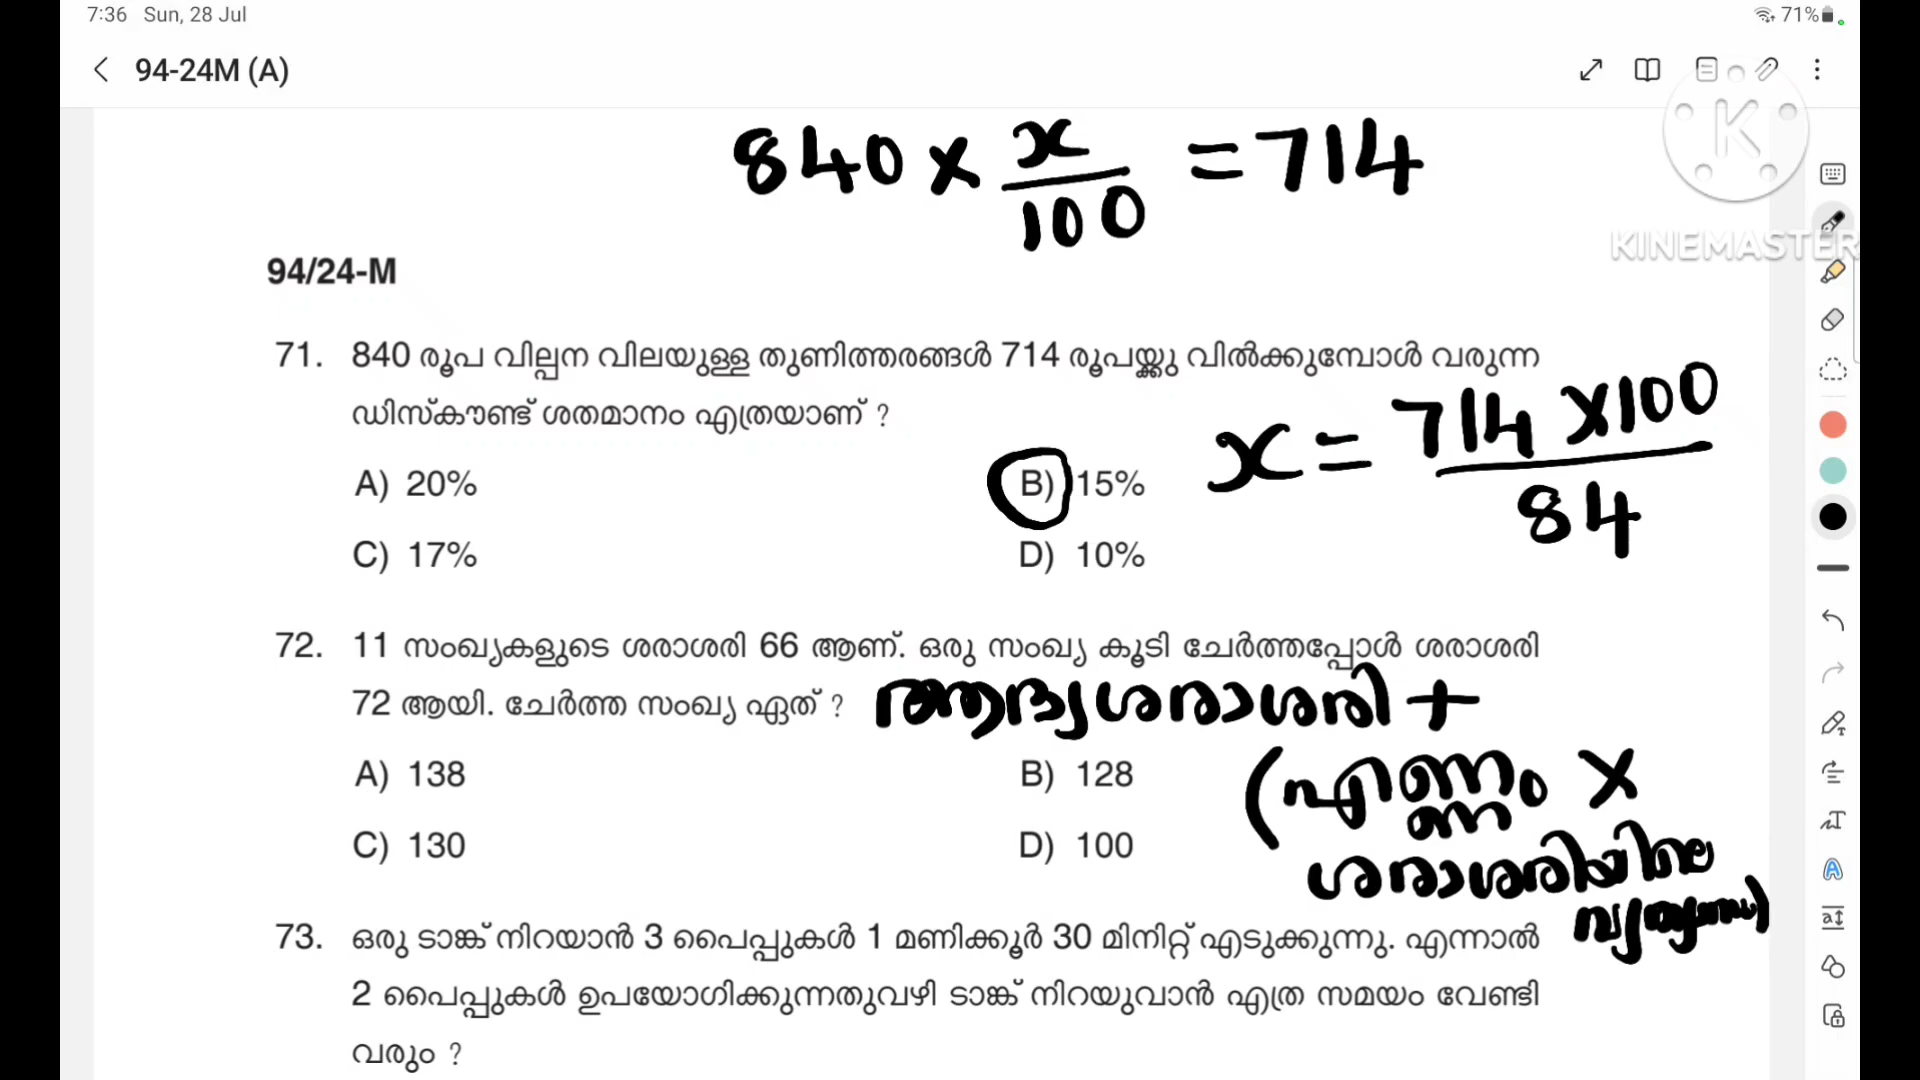 7:36 Sun, 28 Jul
71%
94-24M (A)
K
KINEMASTER
840 × x/100 = 714
94/24-M
71. 840 രൂപ വില്പന വിലയുള്ള തുണിത്തരങ്ങൾ 714 രൂപയ്ക്കു വിൽക്കുമ്പോൾ വരുന്ന
ഡിസ്കൗണ്ട് ശതമാനം എത്രയാണ് ?
x = 714 × 100 / 84
A) 20% B) 15%
C) 17% D) 10%
72. 11 സംഖ്യകളുടെ ശരാശരി 66 ആണ്. ഒരു സംഖ്യ കൂടി ചേർത്തപ്പോൾ ശരാശരി
72 ആയി. ചേർത്ത സംഖ്യ ഏത് ? ആദ്യശരാശരി +
A) 138 B) 128 (എണ്ണം ×
C) 130 D) 100 ശരാശരിയിലെ
വ്യത്യാസം)
73. ഒരു ടാങ്ക് നിറയാൻ 3 പൈപ്പുകൾ 1 മണിക്കൂർ 30 മിനിറ്റ് എടുക്കുന്നു. എന്നാൽ
2 പൈപ്പുകൾ ഉപയോഗിക്കുന്നതുവഴി ടാങ്ക് നിറയുവാൻ എത്ര സമയം വേണ്ടി
വരും ?